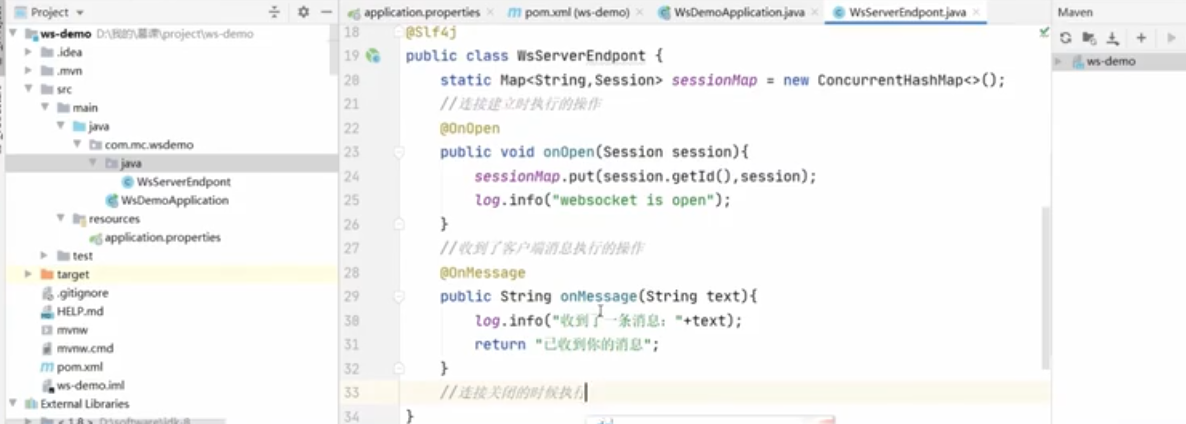 Project
application.properties
pom.xml (ws-demo)
WsDemoApplication.java
WsServerEndpont.java
Maven
ws-demo D:\我的\慕课\project\ws-demo
.idea
.mvn
src
main
java
com.mc.wsdemo
java
WsServerEndpont
WsDemoApplication
resources
application.properties
test
target
.gitignore
HELP.md
mvnw
mvnw.cmd
pom.xml
ws-demo.iml
External Libraries
18 @Slf4j
19 public class WsServerEndpont {
20 static Map<String,Session> sessionMap = new ConcurrentHashMap<>();
21 //连接建立时执行的操作
22 @OnOpen
23 public void onOpen(Session session){
24 sessionMap.put(session.getId(),session);
25 log.info("websocket is open");
26 }
27 //收到了客户端消息执行的操作
28 @OnMessage
29 public String onMessage(String text){
30 log.info("收到了一条消息："+text);
31 return "已收到你的消息";
32 }
33 //连接关闭的时候执行
34 }
ws-demo